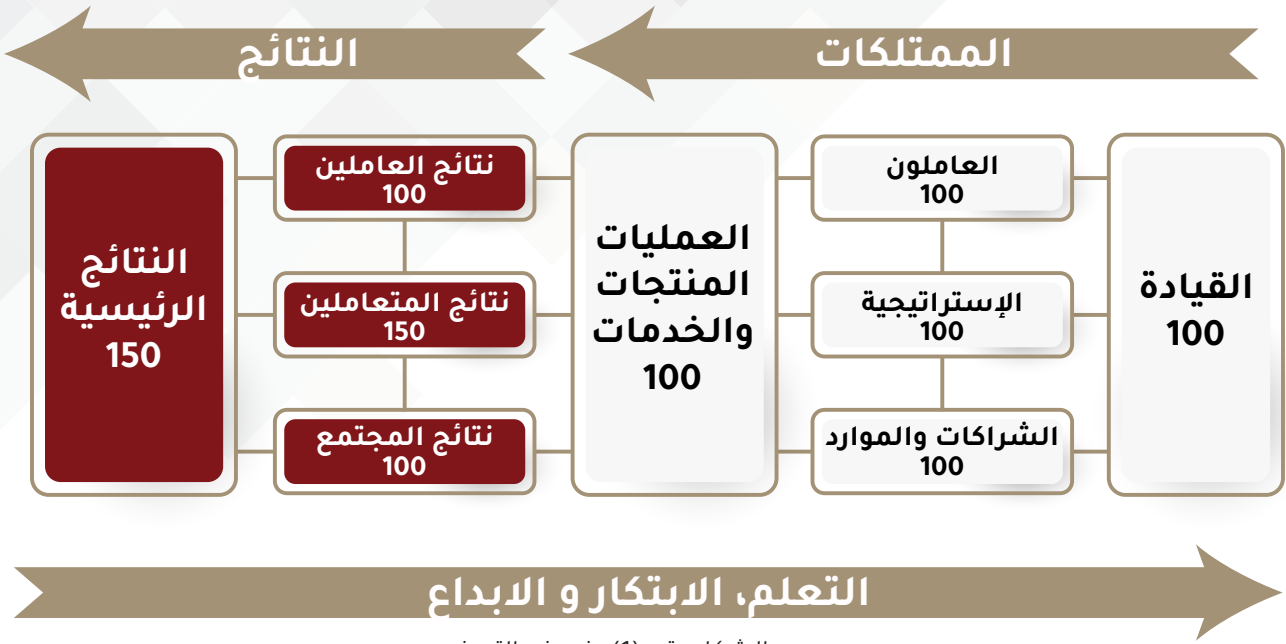 الممتلكات
النتائج
القيادة
100
العاملون
100
الإستراتيجية
100
الشراكات والموارد
100
العمليات
المنتجات
والخدمات
100
نتائج العاملين
100
نتائج المتعاملين
150
نتائج المجتمع
100
النتائج
الرئيسية
150
التعلم، الابتكار و الابداع